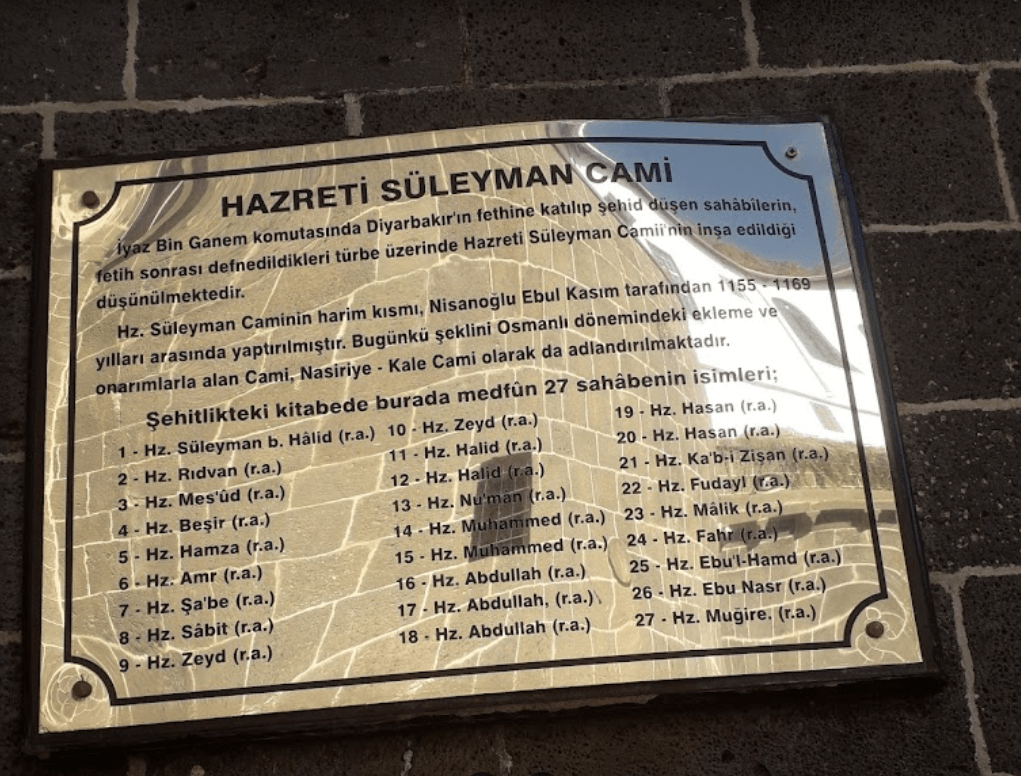 HAZRETİ SÜLEYMAN CAMİ
İyaz Bin Ganem komutasında Diyarbakır'ın fethine katılıp şehid düşen sahâbîlerin,
fetih sonrası defnedildikleri türbe üzerinde Hazreti Süleyman Camii'nin inşa edildiği
düşünülmektedir.
Hz. Süleyman Caminin harim kısmı, Nisanoğlu Ebul Kasım tarafından 1155 - 1169
yılları arasında yaptırılmıştır. Bugünkü şeklini Osmanlı dönemindeki ekleme ve
onarımlarla alan Cami, Nasiriye - Kale Cami olarak da adlandırılmaktadır.
Şehitlikteki kitabede burada medfûn 27 sahâbenin isimleri;
1 - Hz. Süleyman b. Hâlid (r.a.)
2 - Hz. Rıdvan (r.a.)
3 - Hz. Mes'ûd (r.a.)
4 - Hz. Beşir (r.a.)
5 - Hz. Hamza (r.a.)
6 - Hz. Amr (r.a.)
7 - Hz. Şa'be (r.a.)
8 - Hz. Sâbit (r.a.)
9 - Hz. Zeyd (r.a.)
10 - Hz. Zeyd (r.a.)
11 - Hz. Halid (r.a.)
12 - Hz. Halid (r.a.)
13 - Hz. Nu'man (r.a.)
14 - Hz. Muhammed (r.a.)
15 - Hz. Muhammed (r.a.)
16 - Hz. Abdullah (r.a.)
17 - Hz. Abdullah, (r.a.)
18 - Hz. Abdullah (r.a.)
19 - Hz. Hasan (r.a.)
20 - Hz. Hasan (r.a.)
21 - Hz. Ka'b-i Zişan (r.a.)
22 - Hz. Fudayl (r.a.)
23 - Hz. Mâlik (r.a.)
24 - Hz. Fahr (r.a.)
25 - Hz. Ebu'l-Hamd (r.a.)
26 - Hz. Ebu Nasr (r.a.)
27 - Hz. Muğire. (r.a.)